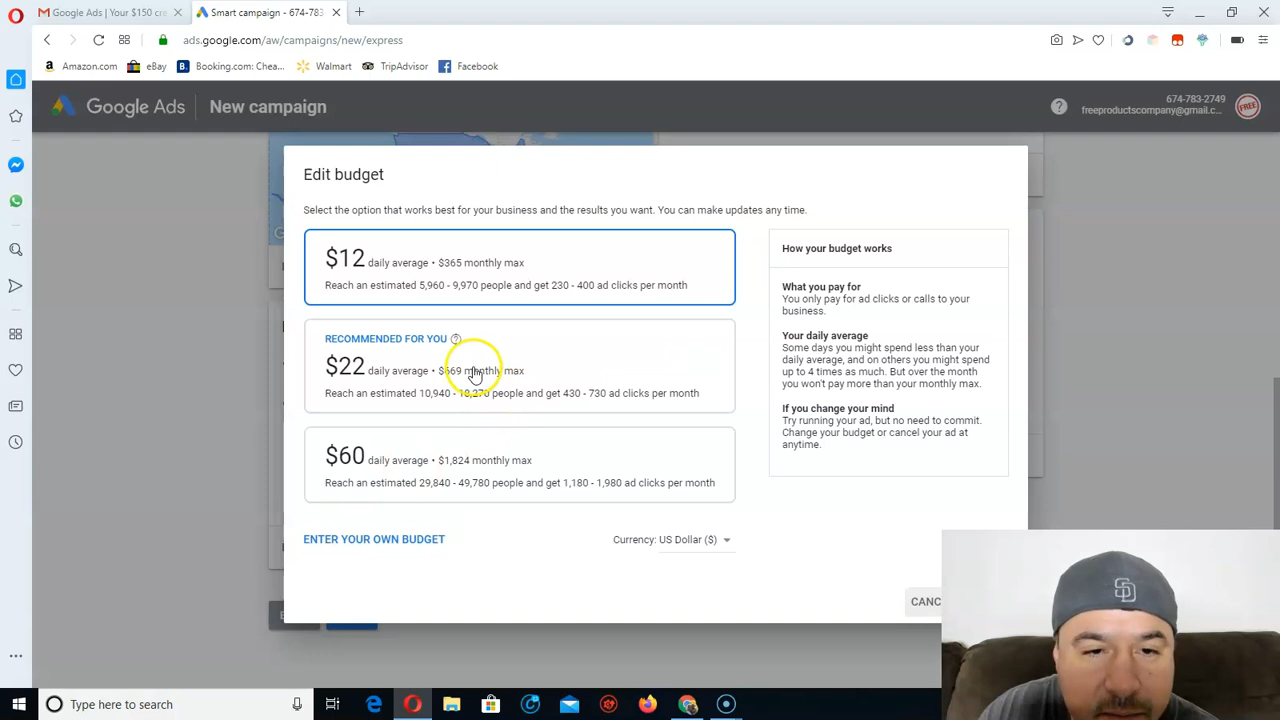 Google Ads | Your $150 cre
Smart campaign - 674-783
ads.google.com/aw/campaigns/new/express
Amazon.com
eBay
Booking.com: Chea...
Walmart
TripAdvisor
Facebook
Google Ads
New campaign
674-783-2749
freeproductscompany@gmail.c...
FREE
Edit budget
Select the option that works best for your business and the results you want. You can make updates any time.
$12 daily average • $365 monthly max
Reach an estimated 5,960 - 9,970 people and get 230 - 400 ad clicks per month
RECOMMENDED FOR YOU
$22 daily average • $669 monthly max
Reach an estimated 10,940 - 18,270 people and get 430 - 730 ad clicks per month
$60 daily average • $1,824 monthly max
Reach an estimated 29,840 - 49,780 people and get 1,180 - 1,980 ad clicks per month
ENTER YOUR OWN BUDGET
Currency: US Dollar ($)
How your budget works
What you pay for
You only pay for ad clicks or calls to your
business.
Your daily average
Some days you might spend less than your
daily average, and on others you might spend
up to 4 times as much. But over the month
you won't pay more than your monthly max.
If you change your mind
Try running your ad, but no need to commit.
Change your budget or cancel your ad at
anytime.
CANC
SD
Type here to search